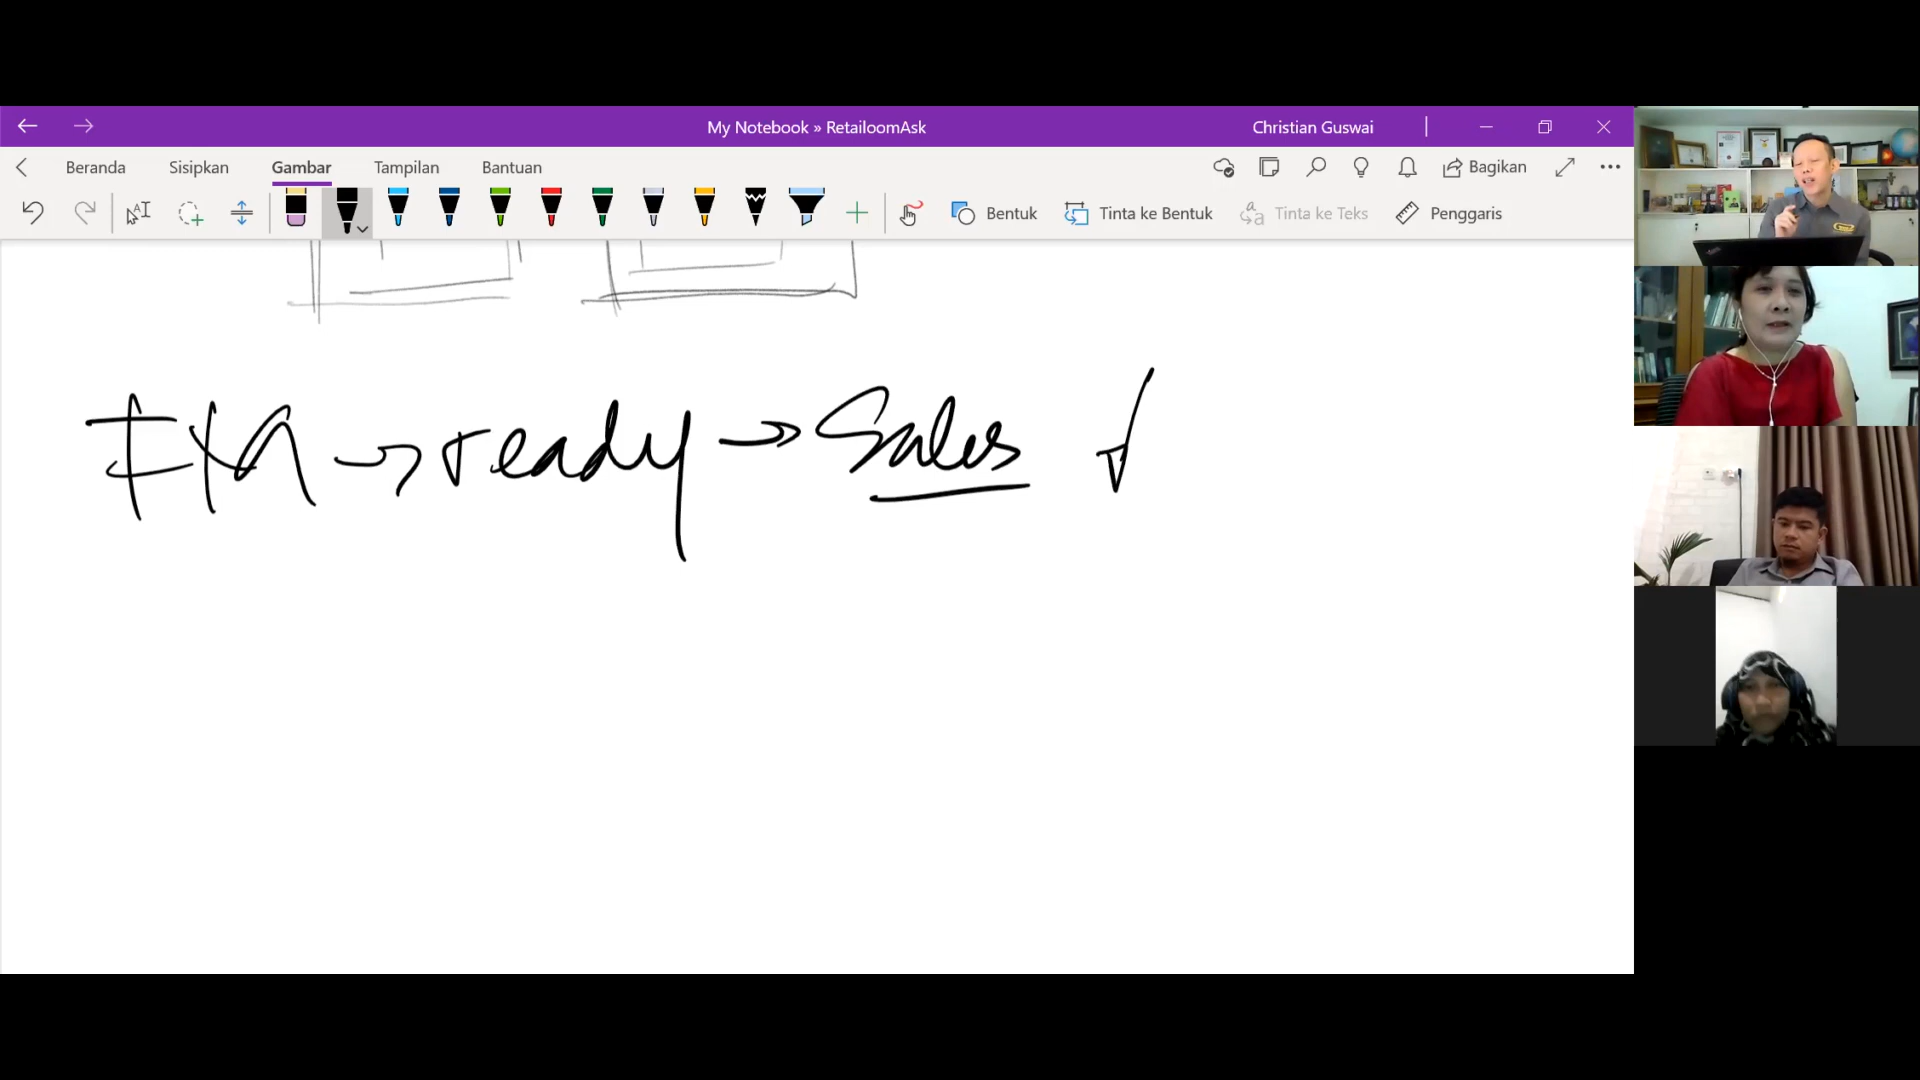 My Notebook » RetailoomAsk
Christian Guswai
Beranda Sisipkan Gambar Tampilan Bantuan
Bagikan
Bentuk Tinta ke Bentuk Tinta ke Teks Penggaris
→ ready → Sales